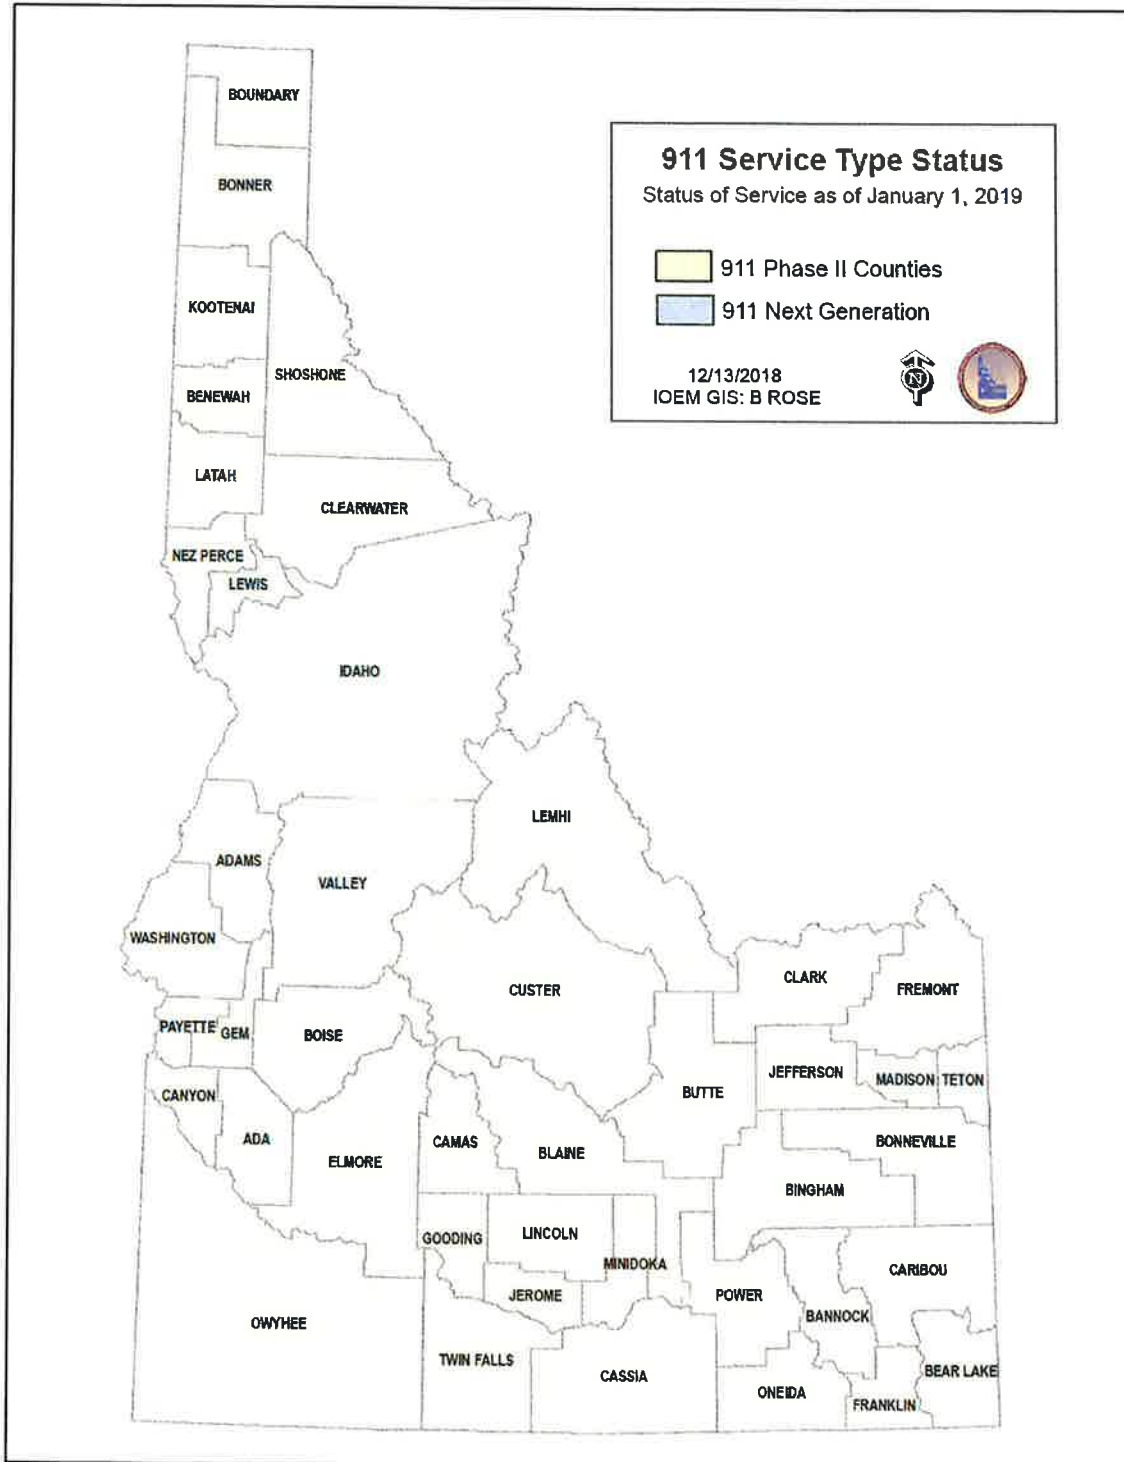 911 Service Type Status
Status of Service as of January 1, 2019
911 Phase II Counties
911 Next Generation
12/13/2018
IOEM GIS: B ROSE
N
BOUNDARY
BONNER
KOOTENAI
SHOSHONE
BENEWAH
LATAH
CLEARWATER
NEZ PERCE
LEWIS
IDAHO
LEMHI
ADAMS
VALLEY
WASHINGTON
CLARK
CUSTER
FREMONT
PAYETTE
GEM
BOISE
JEFFERSON
MADISON
TETON
BUTTE
CANYON
ADA
CAMAS
BLAINE
BONNEVILLE
ELMORE
BINGHAM
GOODING
LINCOLN
MINIDOKA
CARIBOU
JEROME
POWER
BANNOCK
OWYHEE
TWIN FALLS
CASSIA
BEAR LAKE
ONEIDA
FRANKLIN